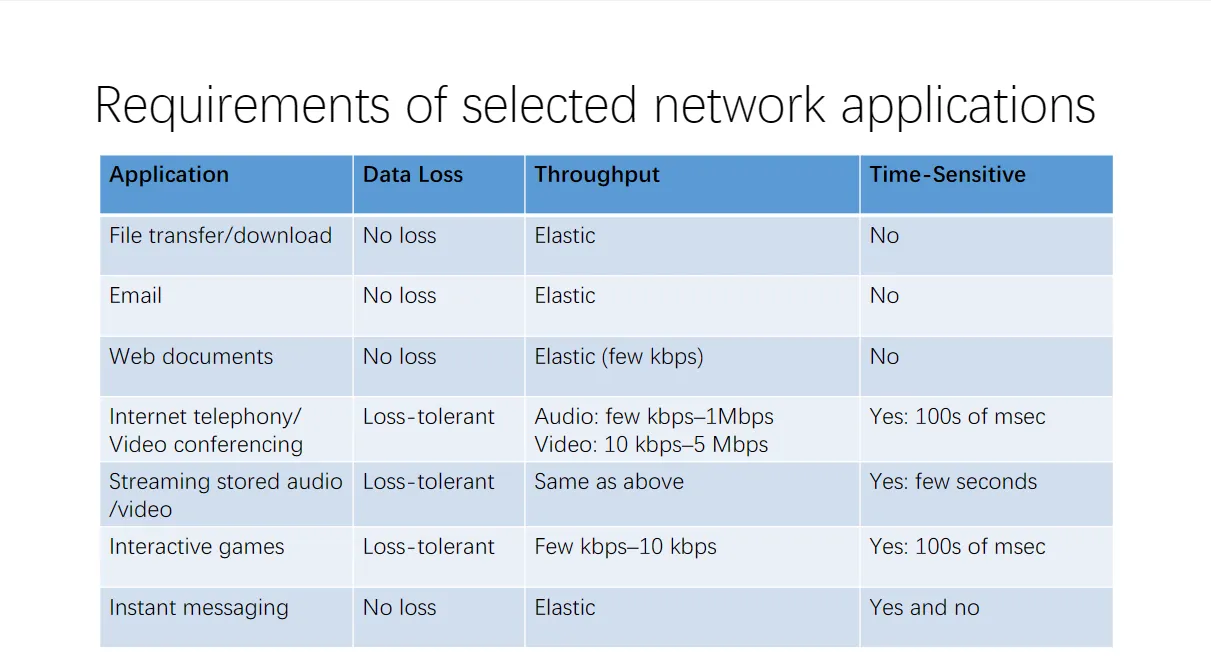 Requirements of selected network applications
Application Data Loss Throughput Time-Sensitive
File transfer/download No loss Elastic No
Email No loss Elastic No
Web documents No loss Elastic (few kbps) No
Internet telephony/ Loss-tolerant Audio: few kbps–1Mbps Yes: 100s of msec
Video conferencing Video: 10 kbps–5 Mbps
Streaming stored audio Loss-tolerant Same as above Yes: few seconds
/video
Interactive games Loss-tolerant Few kbps–10 kbps Yes: 100s of msec
Instant messaging No loss Elastic Yes and no